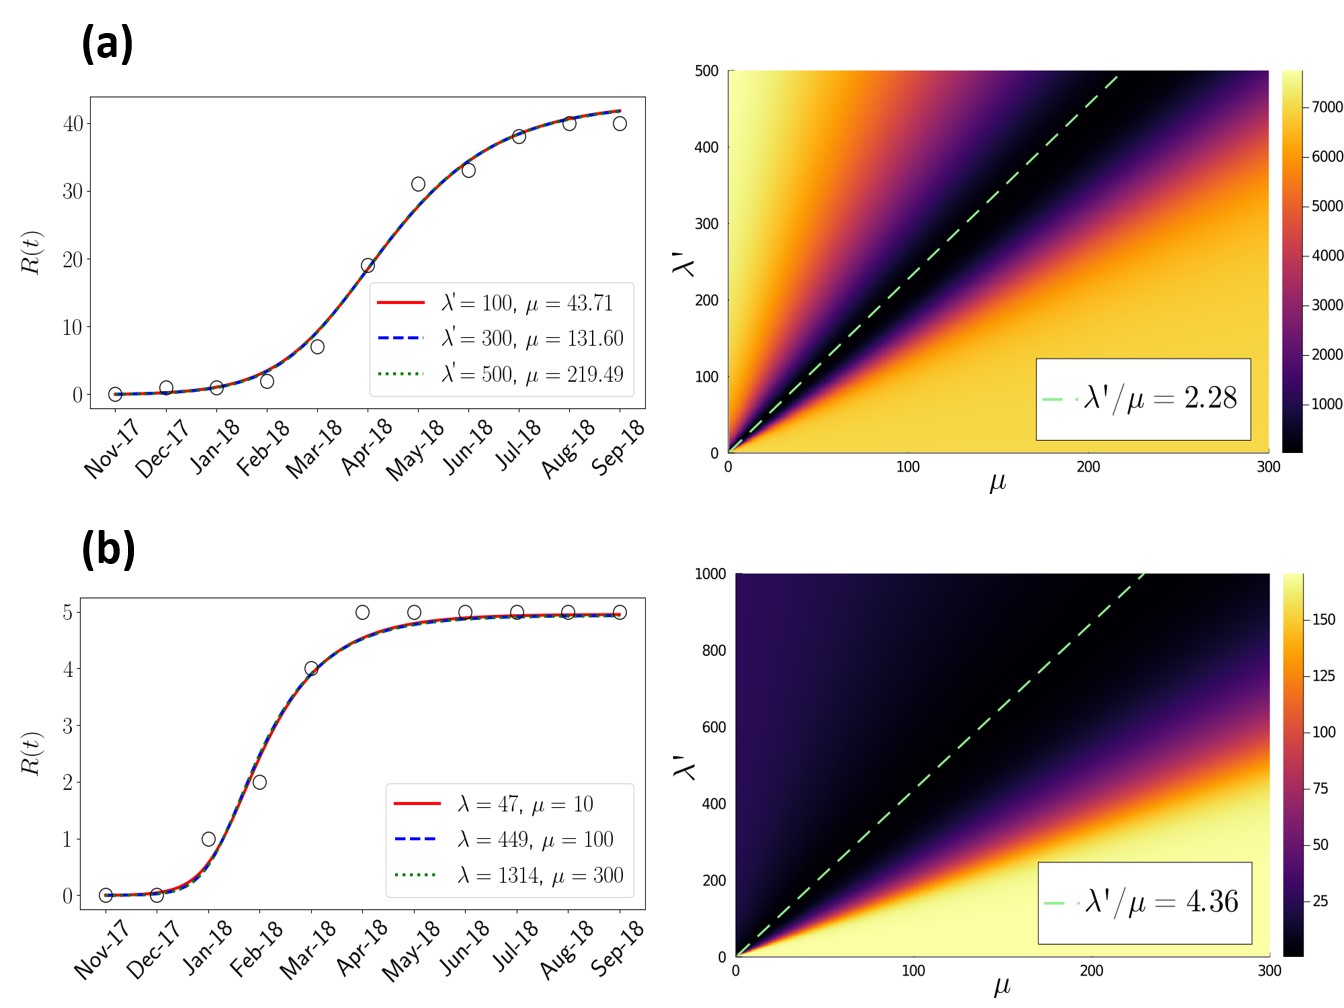 (a)
R(t)
40
30
20
10
0
λ' = 100, μ = 43.71
λ' = 300, μ = 131.60
λ' = 500, μ = 219.49
Nov-17 Dec-17 Jan-18 Feb-18 Mar-18 Apr-18 May-18 Jun-18 Jul-18 Aug-18 Sep-18
λ'
500
400
300
200
100
0
λ'/μ = 2.28
0 100 200 300
μ
7000
6000
5000
4000
3000
2000
1000
(b)
R(t)
5
4
3
2
1
0
λ = 47, μ = 10
λ = 449, μ = 100
λ = 1314, μ = 300
Nov-17 Dec-17 Jan-18 Feb-18 Mar-18 Apr-18 May-18 Jun-18 Jul-18 Aug-18 Sep-18
λ'
1000
800
600
400
200
0
λ'/μ = 4.36
0 100 200 300
μ
150
125
100
75
50
25